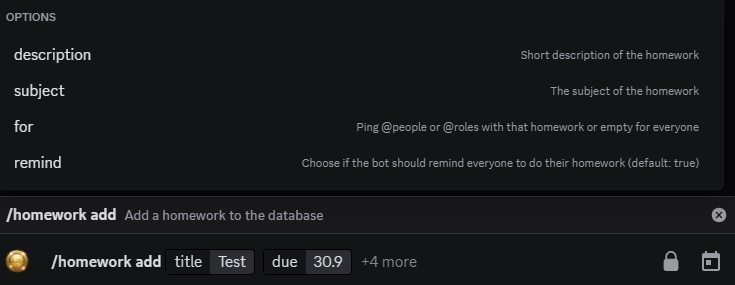 OPTIONS
description Short description of the homework
subject The subject of the homework
for Ping @people or @roles with that homework or empty for everyone
remind Choose if the bot should remind everyone to do their homework (default: true)
/homework add Add a homework to the database
/homework add title Test due 30.9 +4 more